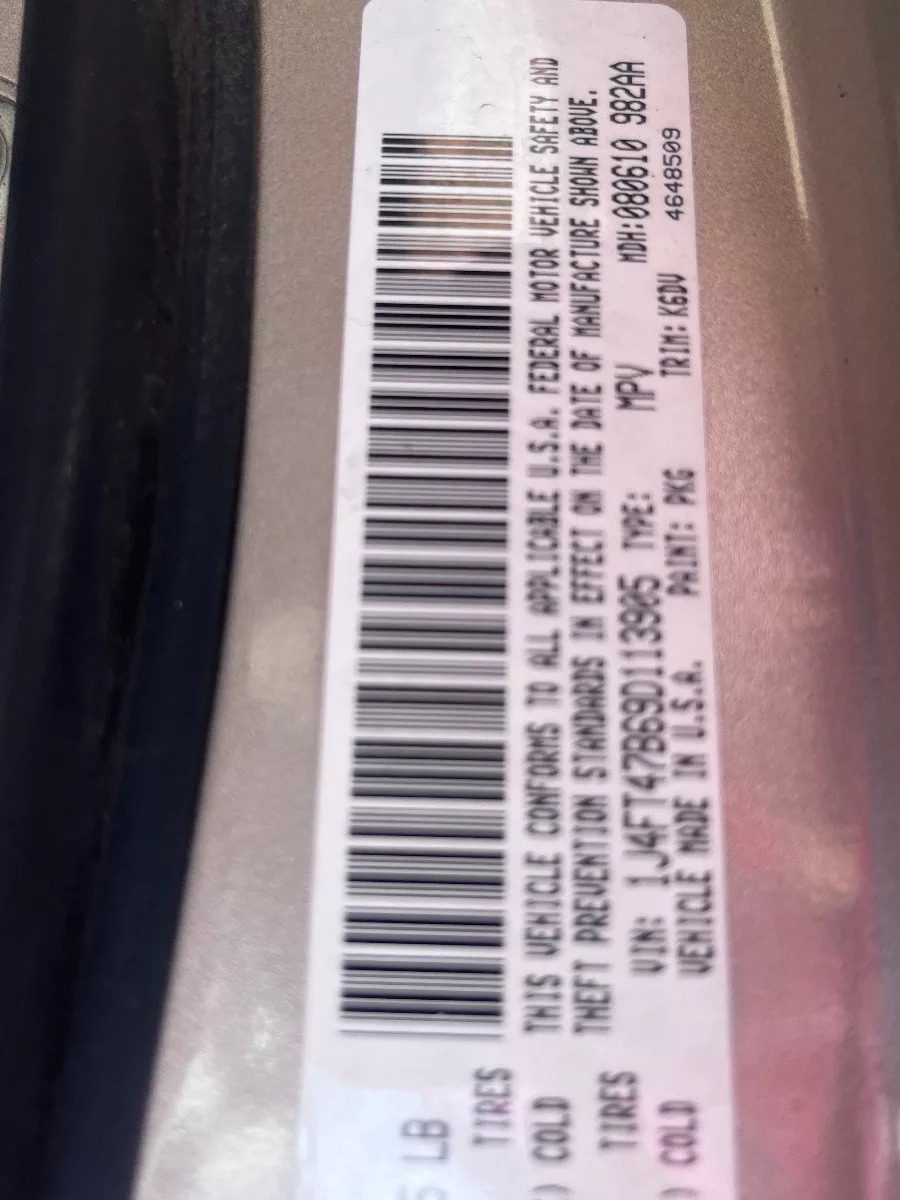 THIS VEHICLE CONFORMS TO ALL APPLICABLE U.S.A. FEDERAL MOTOR VEHICLE SAFETY AND
THEFT PREVENTION STANDARDS IN EFFECT ON THE DATE OF MANUFACTURE SHOWN ABOVE.
VIN: 1J4FT47B69D113905 TYPE: MPV MDH:080610 982AA
VEHICLE MADE IN U.S.A. PAINT: PKG TRIM: K6DV 4648509
LB
TIRES
) COLD
TIRES
) COLD